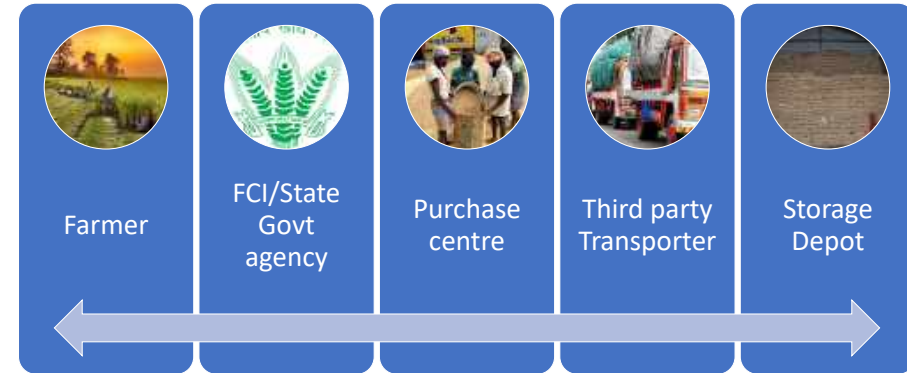 Farmer
FCI/State
Govt
agency
Purchase
centre
Third party
Transporter
Storage
Depot